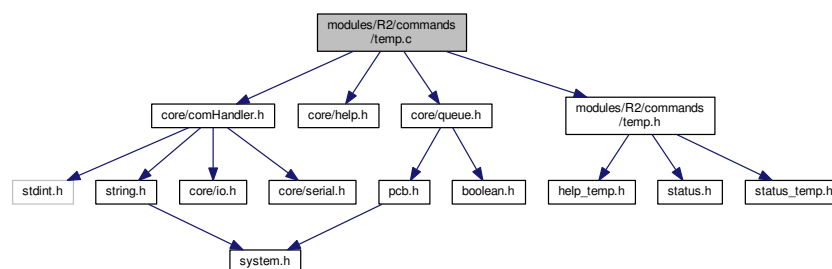 modules/R2/commands
/temp.c
core/comHandler.h
core/help.h
core/queue.h
modules/R2/commands
/temp.h
stdint.h
string.h
core/io.h
core/serial.h
pcb.h
boolean.h
help_temp.h
status.h
status_temp.h
system.h